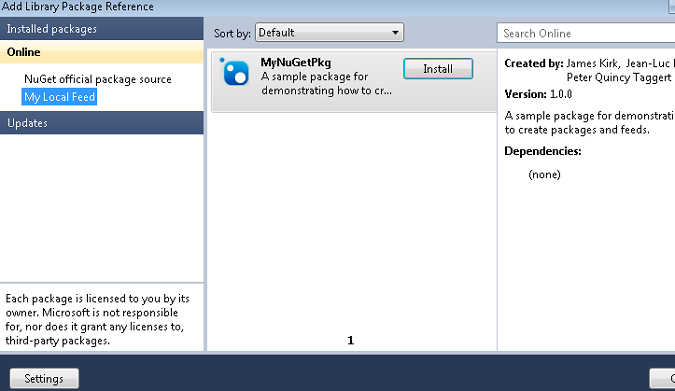 Add Library Package Reference
Installed packages
Online
NuGet official package source
My Local Feed
Updates
Each package is licensed to you by its
owner. Microsoft is not responsible
for, nor does it grant any licenses to,
third-party packages.
Settings
Sort by: Default
MyNuGetPkg
A sample package for
demonstrating how to cr...
Install
1
Search Online
Created by: James Kirk, Jean-Luc
Peter Quincy Taggert
Version: 1.0.0
A sample package for demonstrati
to create packages and feeds.
Dependencies:
(none)